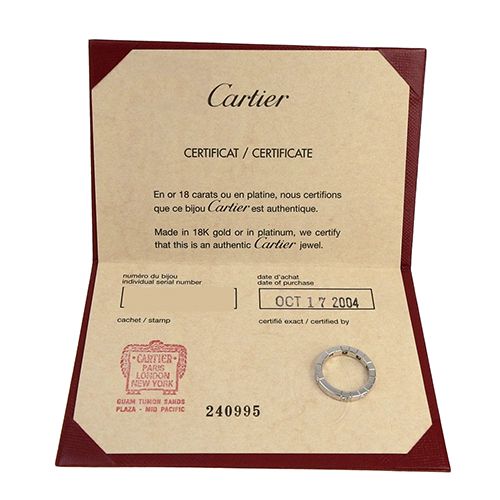 Cartier
CERTIFICAT / CERTIFICATE
En or 18 carats ou en platine, nous certifions
que ce bijou Cartier est authentique.
Made in 18K gold or in platinum, we certify
that this is an authentic Cartier jewel.
numéro du bijou
individual serial number
date d'achat
date of purchase
OCT 17 2004
cachet / stamp
certifié exact / certified by
CARTIER
PARIS
LONDON
NEW YORK
GUAM TUMON SANDS
PLAZA - MID PACIFIC
240995